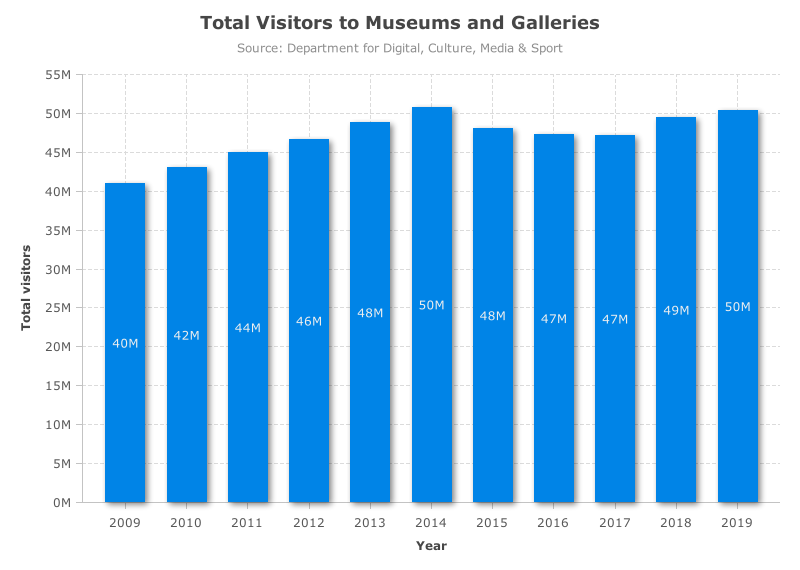 Total Visitors to Museums and Galleries
Source: Department for Digital, Culture, Media & Sport
55M
50M
45M
40M
35M
30M
25M
20M
15M
10M
5M
0M
Total visitors
40M
42M
44M
46M
48M
50M
48M
47M
47M
49M
50M
2009 2010 2011 2012 2013 2014 2015 2016 2017 2018 2019
Year